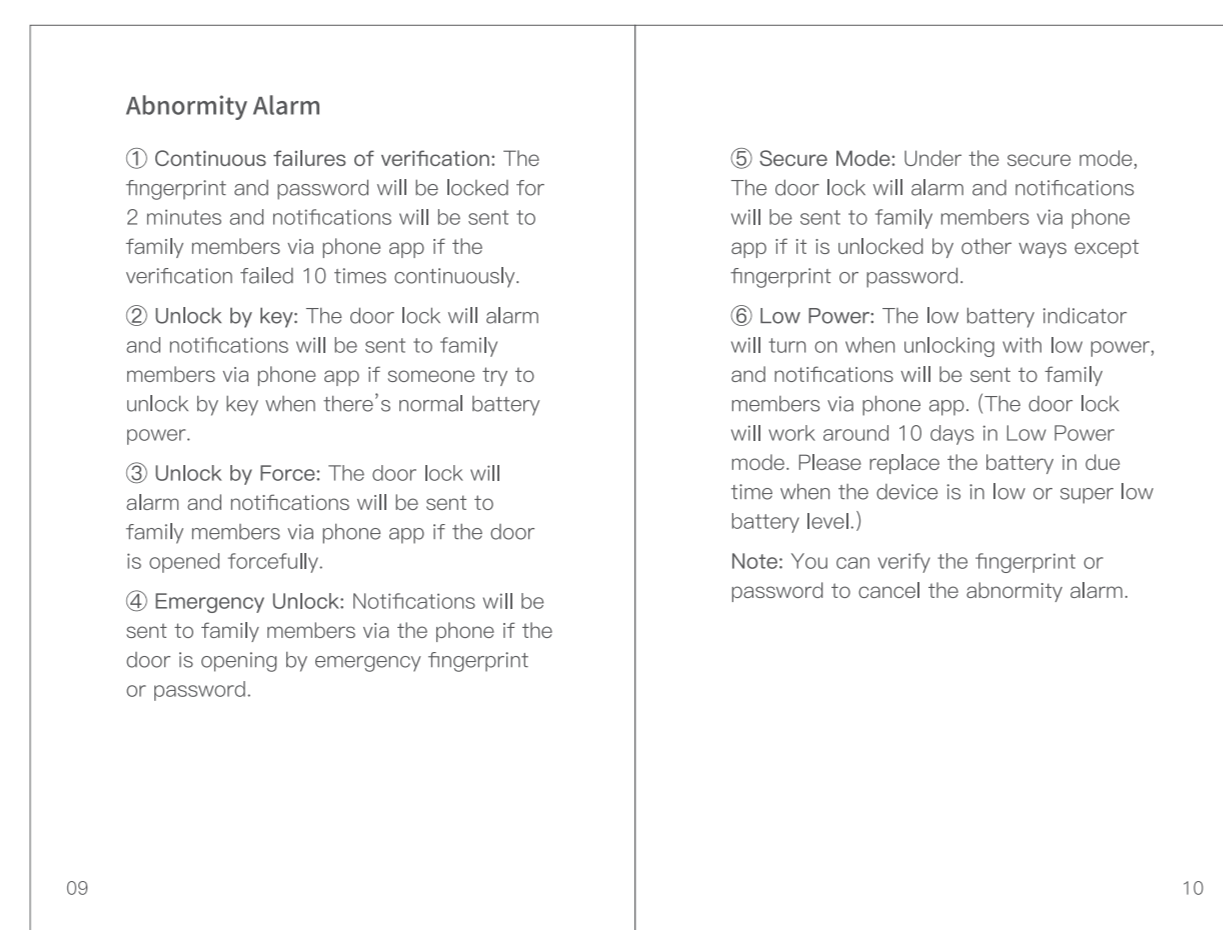 Abnormity Alarm
① Continuous failures of verification: The
fingerprint and password will be locked for
2 minutes and notifications will be sent to
family members via phone app if the
verification failed 10 times continuously.
② Unlock by key: The door lock will alarm
and notifications will be sent to family
members via phone app if someone try to
unlock by key when there's normal battery
power.
③ Unlock by Force: The door lock will
alarm and notifications will be sent to
family members via phone app if the door
is opened forcefully.
④ Emergency Unlock: Notifications will be
sent to family members via the phone if the
door is opening by emergency fingerprint
or password.
09
⑤ Secure Mode: Under the secure mode,
The door lock will alarm and notifications
will be sent to family members via phone
app if it is unlocked by other ways except
fingerprint or password.
⑥ Low Power: The low battery indicator
will turn on when unlocking with low power,
and notifications will be sent to family
members via phone app. (The door lock
will work around 10 days in Low Power
mode. Please replace the battery in due
time when the device is in low or super low
battery level.)
Note: You can verify the fingerprint or
password to cancel the abnormity alarm.
10